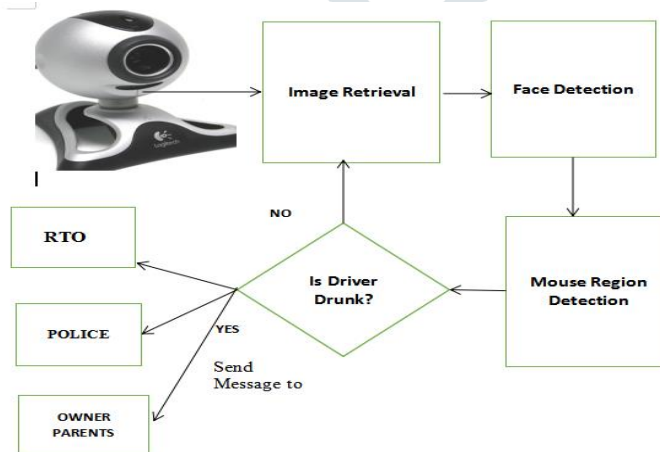 Logitech
Image Retrieval
Face Detection
NO
RTO
Is Driver
Drunk?
Mouse Region
Detection
POLICE
YES
Send
Message to
OWNER
PARENTS